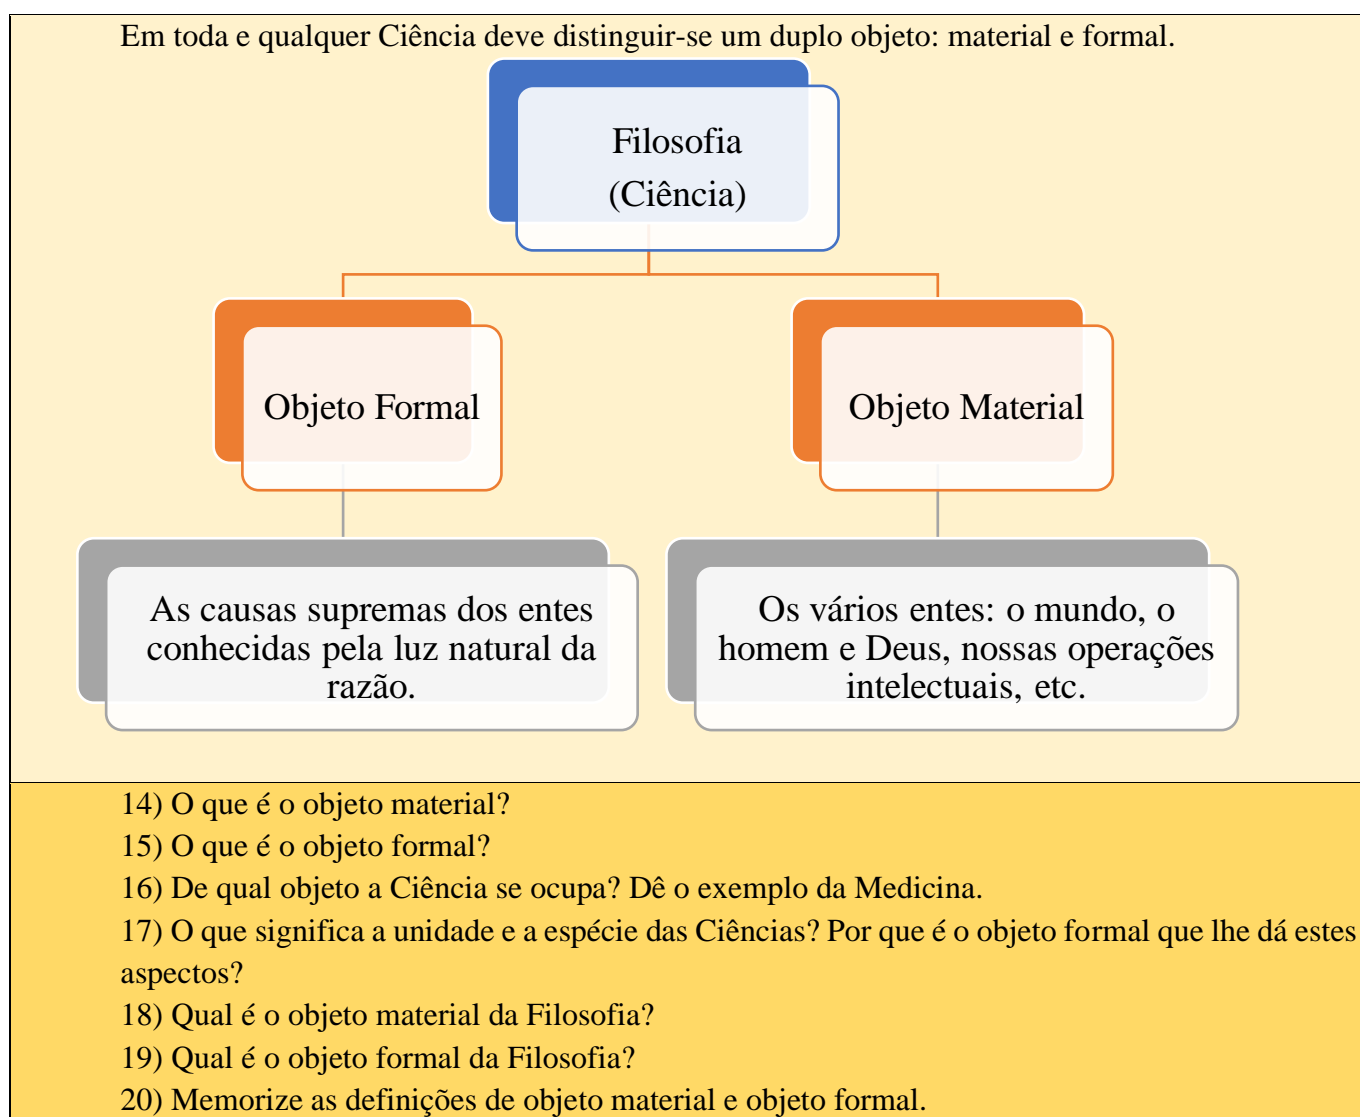 Em toda e qualquer Ciência deve distinguir-se um duplo objeto: material e formal.
Filosofia
(Ciência)
Objeto Formal
Objeto Material
As causas supremas dos entes
conhecidas pela luz natural da
razão.
Os vários entes: o mundo, o
homem e Deus, nossas operações
intelectuais, etc.
14) O que é o objeto material?
15) O que é o objeto formal?
16) De qual objeto a Ciência se ocupa? Dê o exemplo da Medicina.
17) O que significa a unidade e a espécie das Ciências? Por que é o objeto formal que lhe dá estes
aspectos?
18) Qual é o objeto material da Filosofia?
19) Qual é o objeto formal da Filosofia?
20) Memorize as definições de objeto material e objeto formal.